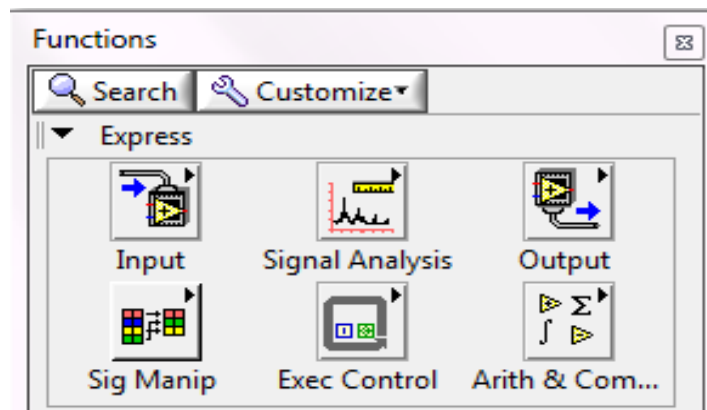 Functions
Search Customize
Express
Input Signal Analysis Output
Sig Manip Exec Control Arith & Com...